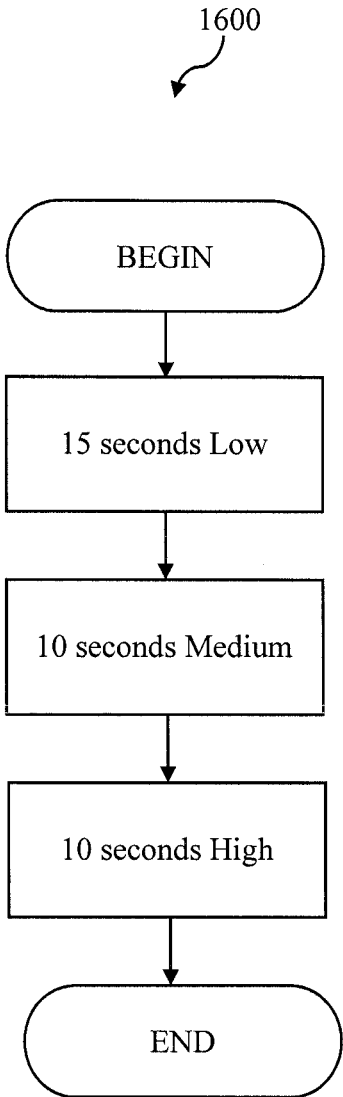 1600
BEGIN
15 seconds Low
10 seconds Medium
10 seconds High
END